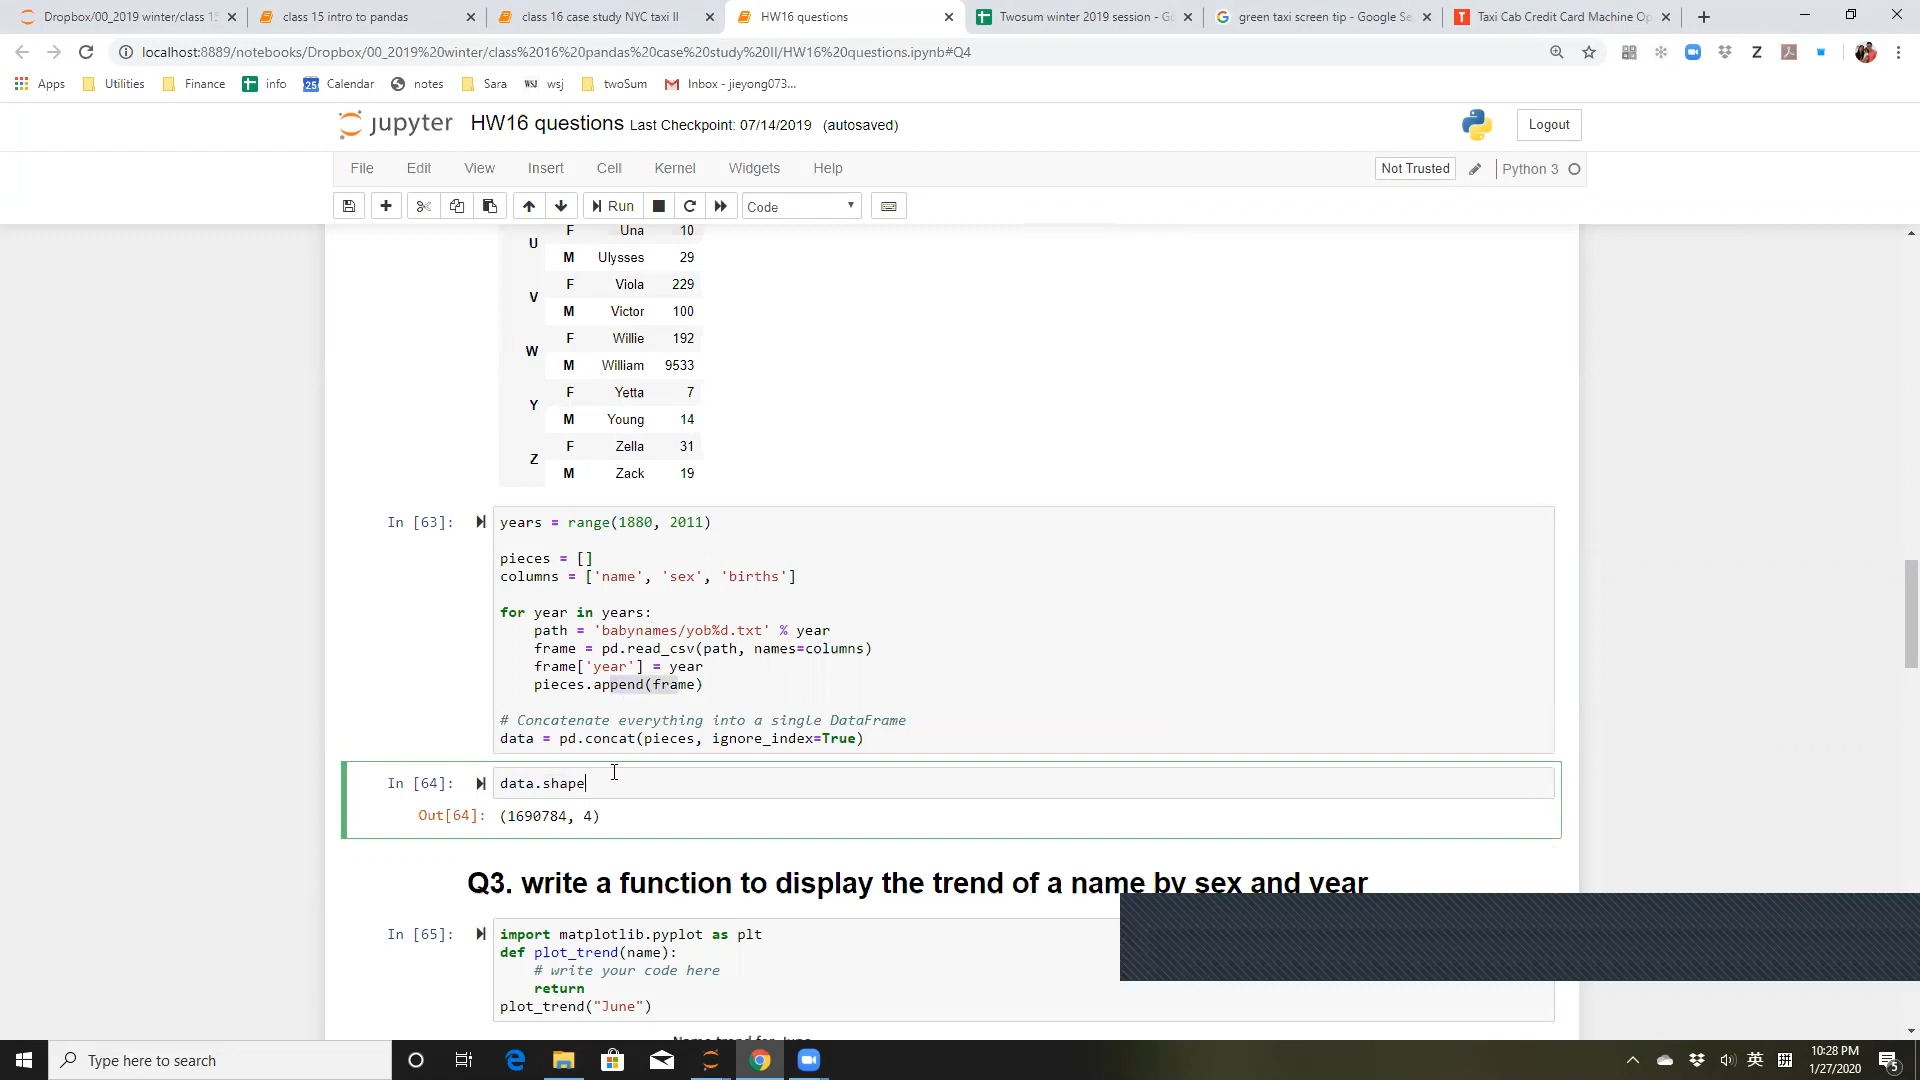 Dropbox/00_2019 winter/class 15
class 15 intro to pandas
class 16 case study NYC taxi II
HW16 questions
Twosum winter 2019 session - Go
green taxi screen tip - Google Se
Taxi Cab Credit Card Machine Op
localhost:8889/notebooks/Dropbox/00_2019%20winter/class%2016%20pandas%20case%20study%20II/HW16%20questions.ipynb#Q4
Apps Utilities Finance info Calendar notes Sara WSJ wsj twoSum Inbox - jieyong073...
jupyter HW16 questions Last Checkpoint: 07/14/2019 (autosaved) Logout
File Edit View Insert Cell Kernel Widgets Help Not Trusted Python 3
Run Code
U F Una 10
M Ulysses 29
V F Viola 229
M Victor 100
W F Willie 192
M William 9533
Y F Yetta 7
M Young 14
Z F Zella 31
M Zack 19
In [63]: years = range(1880, 2011)
pieces = []
columns = ['name', 'sex', 'births']
for year in years:
path = 'babynames/yob%d.txt' % year
frame = pd.read_csv(path, names=columns)
frame['year'] = year
pieces.append(frame)
# Concatenate everything into a single DataFrame
data = pd.concat(pieces, ignore_index=True)
In [64]: data.shape
Out[64]: (1690784, 4)
Q3. write a function to display the trend of a name by sex and year
In [65]: import matplotlib.pyplot as plt
def plot_trend(name):
# write your code here
return
plot_trend("June")
Name trend for June
Type here to search
英
拼
10:28 PM
1/27/2020
5